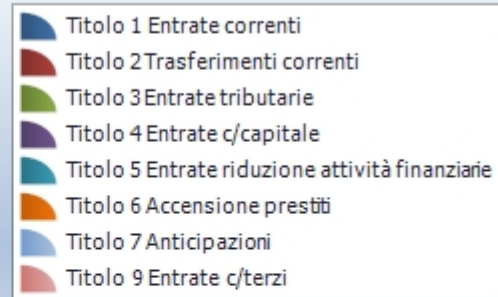 Titolo 1 Entrate correnti
Titolo 2 Trasferimenti correnti
Titolo 3 Entrate tributarie
Titolo 4 Entrate c/capitale
Titolo 5 Entrate riduzione attività finanziarie
Titolo 6 Accensione prestiti
Titolo 7 Anticipazioni
Titolo 9 Entrate c/terzi